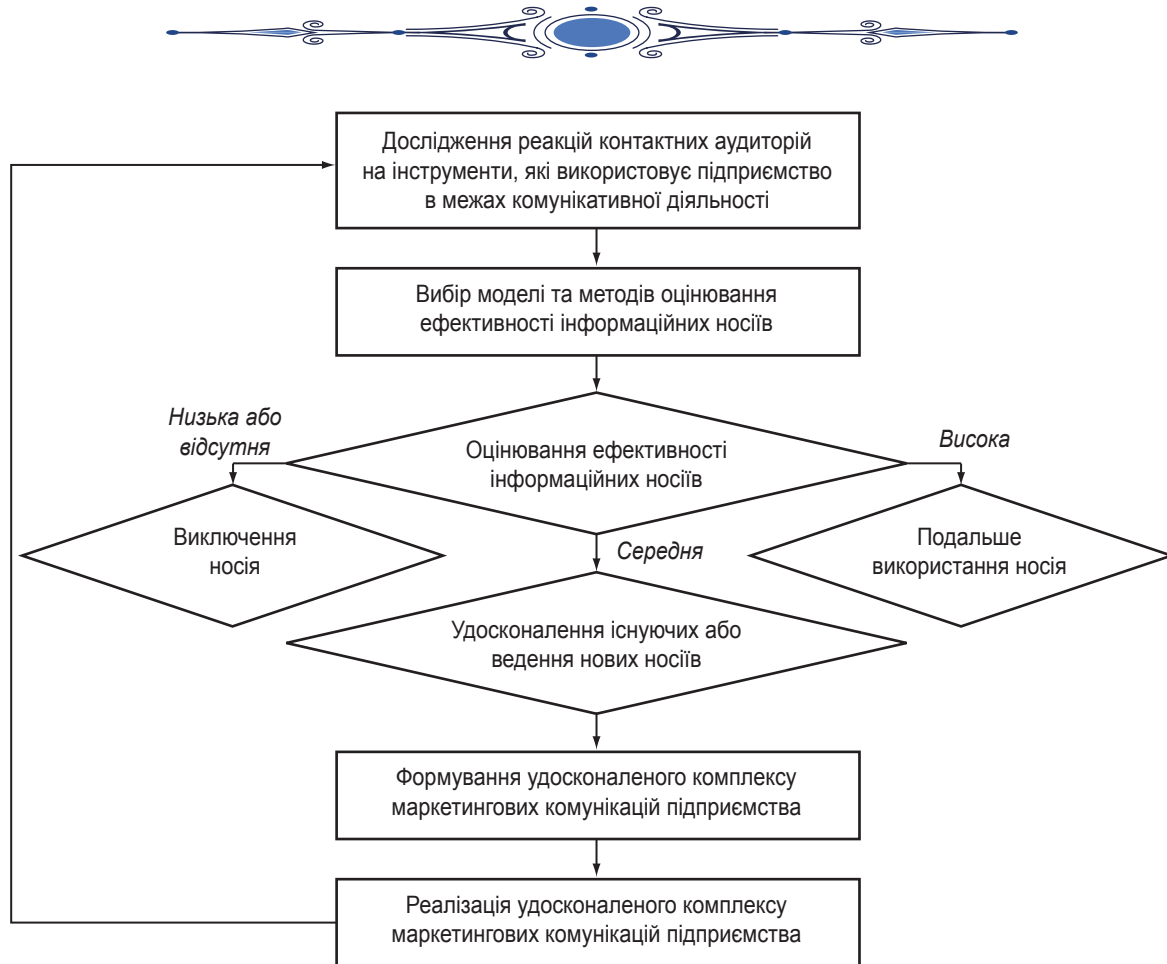 Дослідження реакцій контактних аудиторій
на інструменти, які використовує підприємство
в межах комунікативної діяльності
Вибір моделі та методів оцінювання
ефективності інформаційних носіїв
Низька або
відсутня
Оцінювання ефективності
інформаційних носіїв
Висока
Виключення
носія
Середня
Подальше
використання носія
Удосконалення існуючих або
ведення нових носіїв
Формування удосконаленого комплексу
маркетингових комунікацій підприємства
Реалізація удосконаленого комплексу
маркетингових комунікацій підприємства